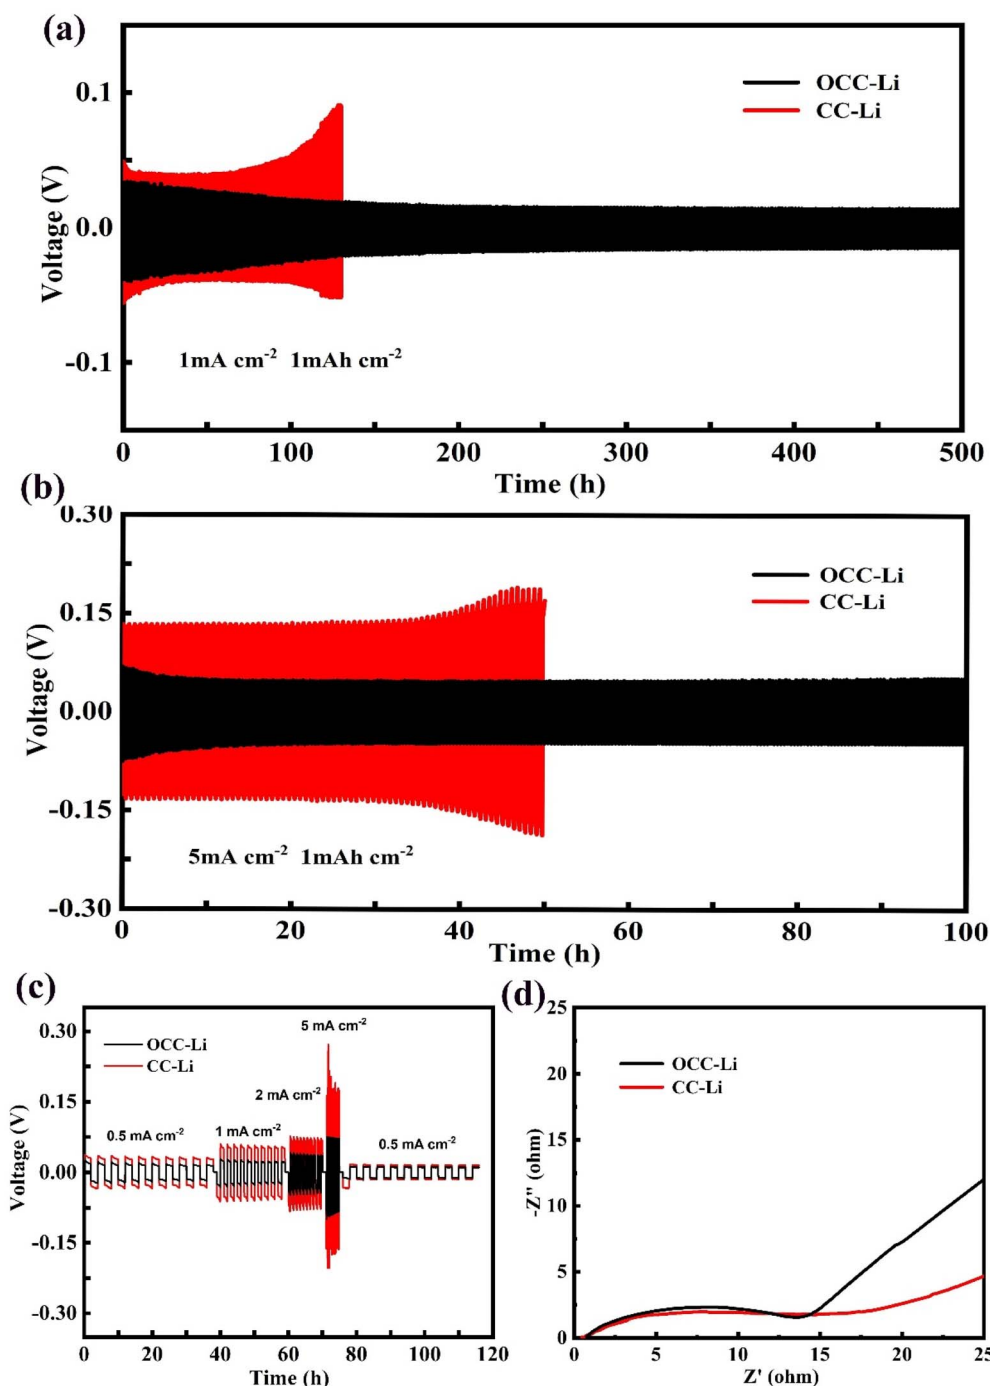 (a)
OCC-Li
CC-Li
0.1
0.0
-0.1
Voltage (V)
1mA cm-2 1mAh cm-2
0 100 200 300 400 500
Time (h)
(b)
0.30
0.15
0.00
-0.15
-0.30
Voltage (V)
OCC-Li
CC-Li
5mA cm-2 1mAh cm-2
0 20 40 60 80 100
Time (h)
(c)
0.30
0.15
0.00
-0.15
-0.30
Voltage (V)
OCC-Li
CC-Li
5 mA cm-2
2 mA cm-2
0.5 mA cm-2
1 mA cm-2
0.5 mA cm-2
0 20 40 60 80 100 120
Time (h)
(d)
25
20
15
10
5
0
-Z" (ohm)
OCC-Li
CC-Li
0 5 10 15 20 25
Z' (ohm)